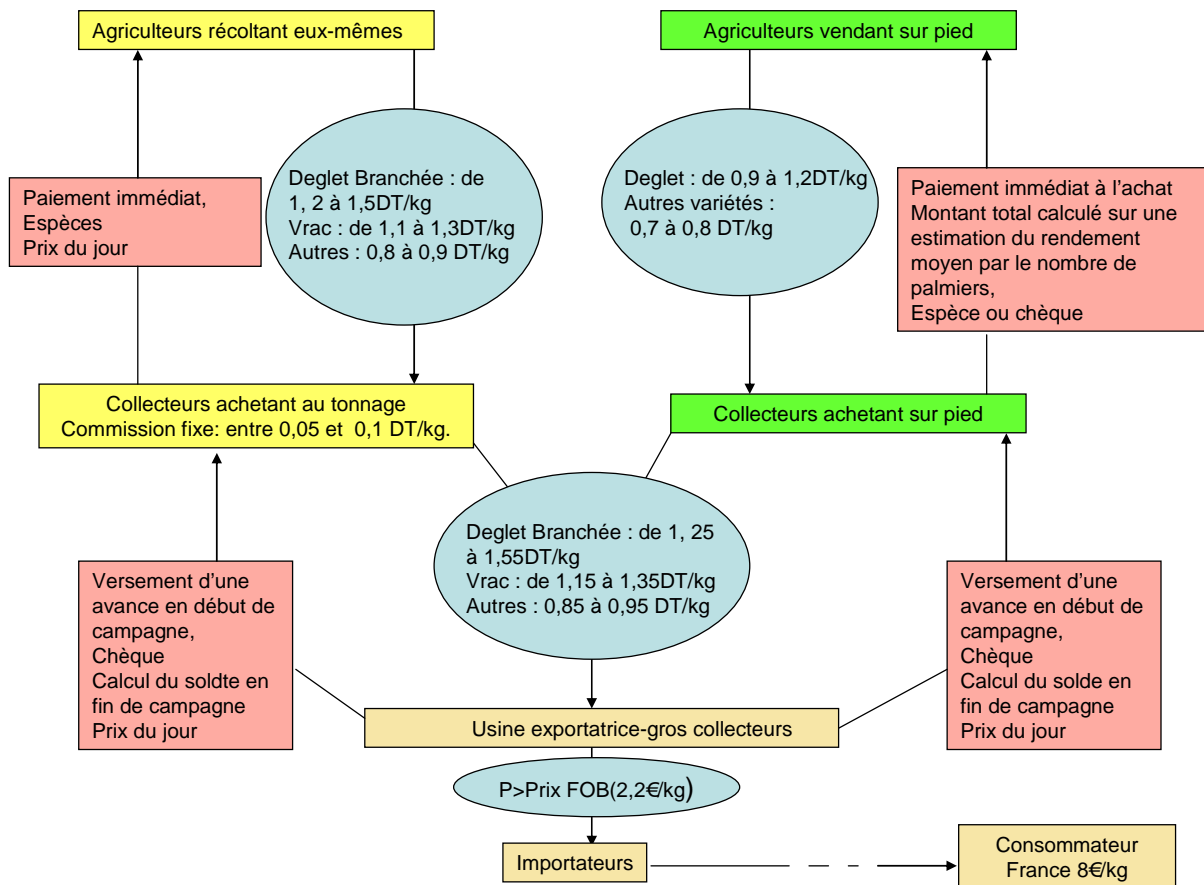 Agriculteurs récoltant eux-mêmes
Agriculteurs vendant sur pied
Paiement immédiat,
Espèces
Prix du jour
Deglet Branchée : de
1, 2 à 1,5DT/kg
Vrac : de 1,1 à 1,3DT/kg
Autres : 0,8 à 0,9 DT/kg
Deglet : de 0,9 à 1,2DT/kg
Autres variétés :
0,7 à 0,8 DT/kg
Paiement immédiat à l’achat
Montant total calculé sur une
estimation du rendement
moyen par le nombre de
palmiers,
Espèce ou chèque
Collecteurs achetant au tonnage
Commission fixe: entre 0,05 et 0,1 DT/kg.
Collecteurs achetant sur pied
Deglet Branchée : de 1, 25
à 1,55DT/kg
Vrac : de 1,15 à 1,35DT/kg
Autres : 0,85 à 0,95 DT/kg
Versement d’une
avance en début de
campagne,
Chèque
Calcul du soldte en
fin de campagne
Prix du jour
Versement d’une
avance en début de
campagne,
Chèque
Calcul du solde en
fin de campagne
Prix du jour
Usine exportatrice-gros collecteurs
P>Prix FOB(2,2€/kg)
Importateurs
Consommateur
France 8€/kg